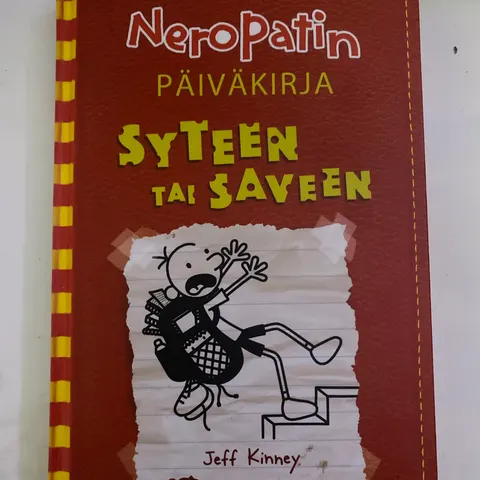 Neropatin
PÄIVÄKIRJA
SYTEEN
TAI SAVEEN
Jeff Kinney